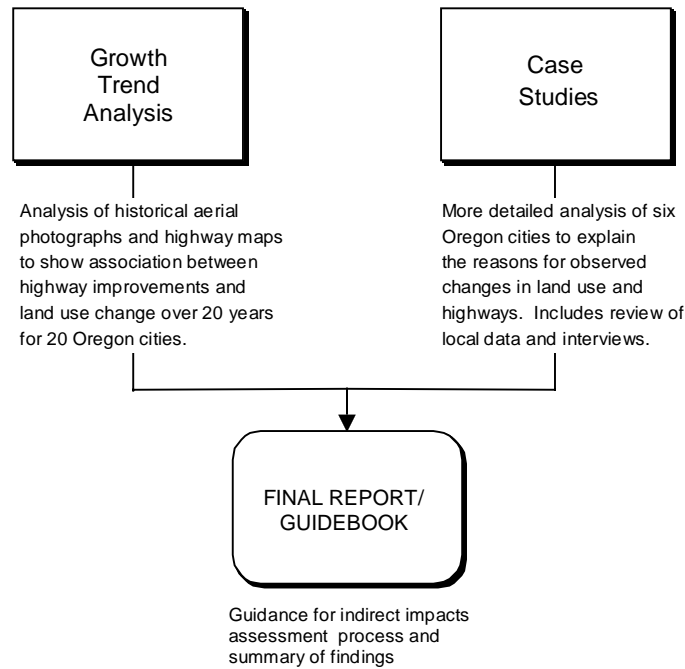 Growth
Trend
Analysis
Case
Studies
Analysis of historical aerial
photographs and highway maps
to show association between
highway improvements and
land use change over 20 years
for 20 Oregon cities.
More detailed analysis of six
Oregon cities to explain
the reasons for observed
changes in land use and
highways.  Includes review of
local data and interviews.
FINAL REPORT/
GUIDEBOOK
Guidance for indirect impacts
assessment  process and
summary of findings